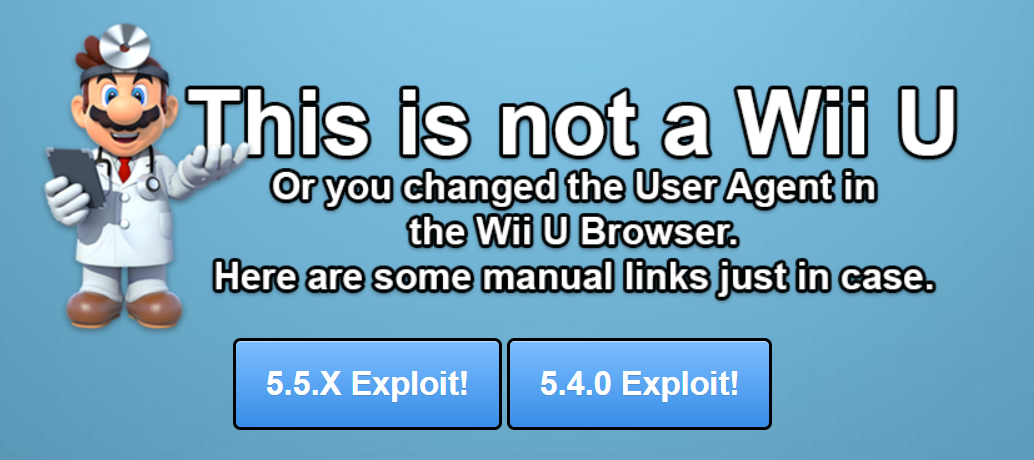 This is not a Wii U
Or you changed the User Agent in
the Wii U Browser.
Here are some manual links just in case.
5.5.X Exploit!
5.4.0 Exploit!